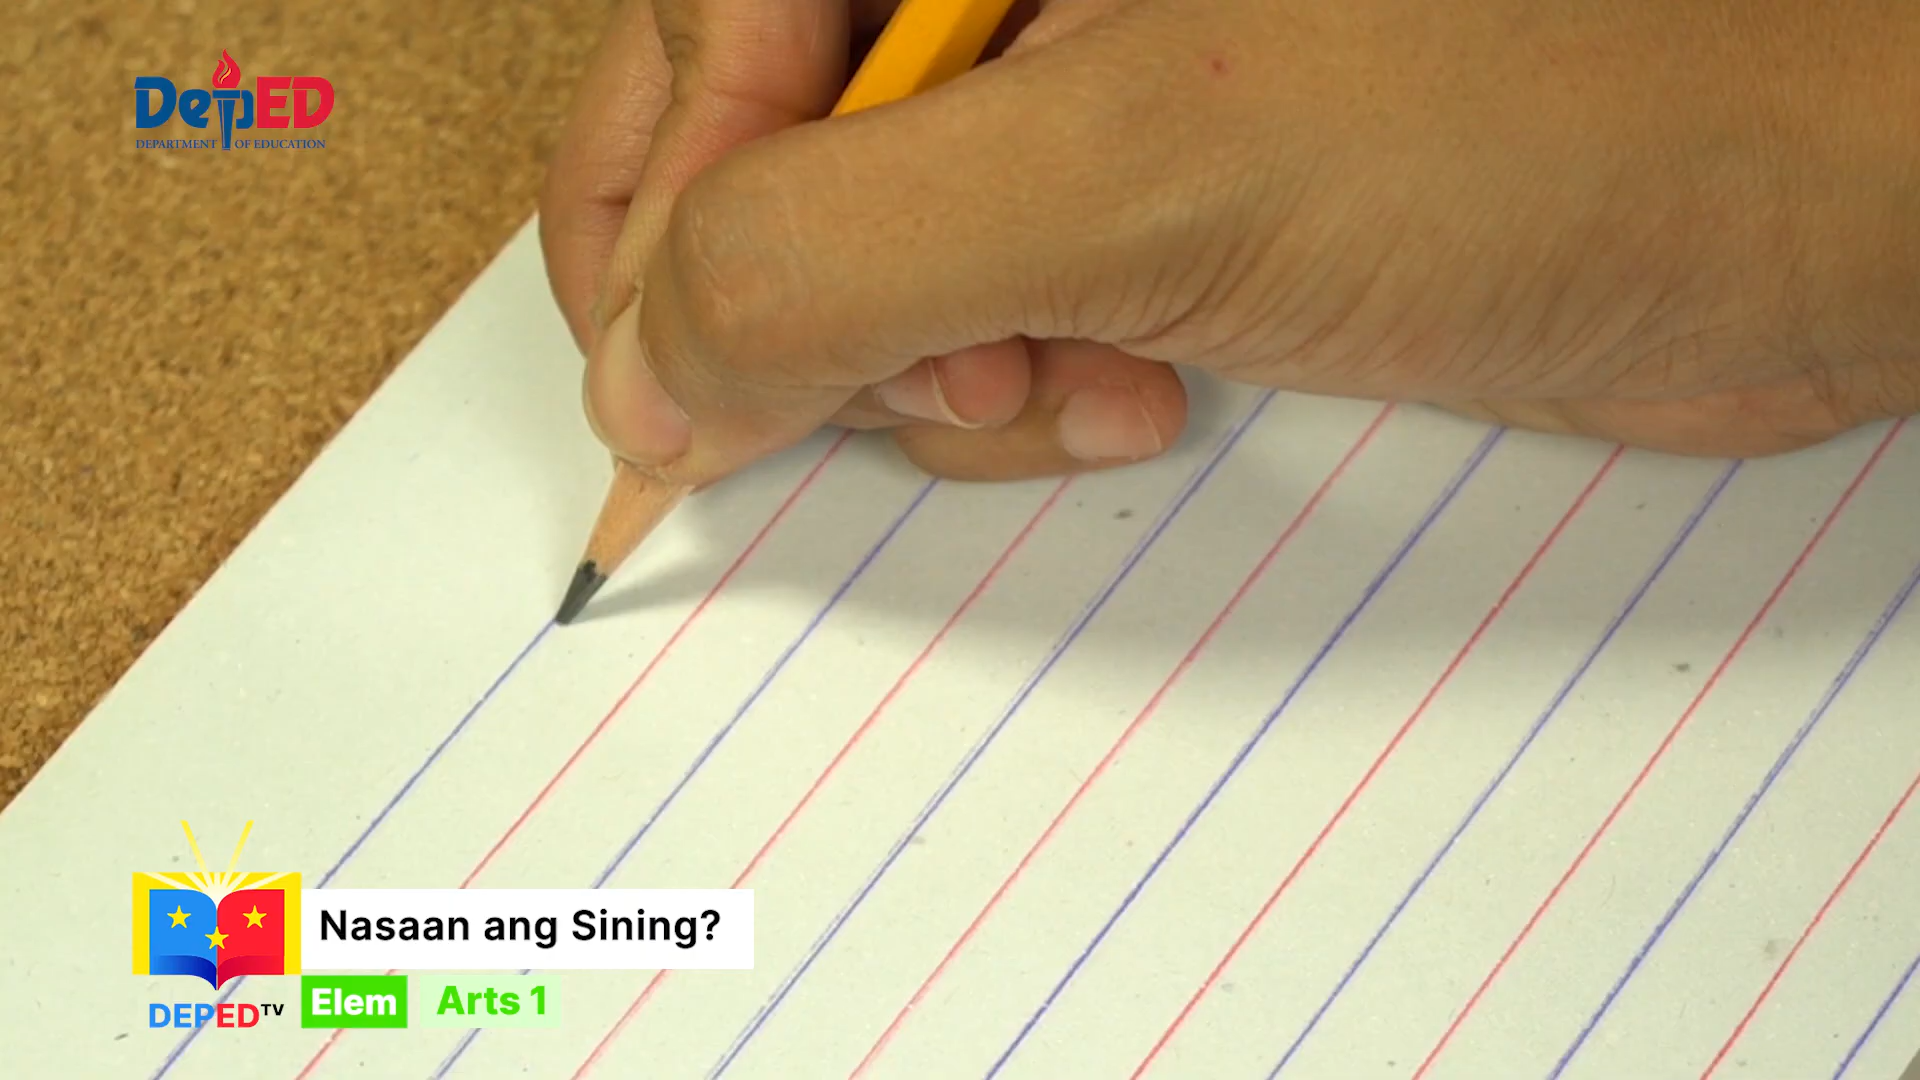 DepED
DEPARTMENT OF EDUCATION
Nasaan ang Sining?
DEPED TV
Elem
Arts 1